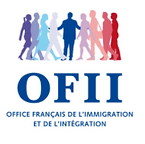 OFII
OFFICE FRANÇAIS DE L'IMMIGRATION
ET DE L'INTÉGRATION